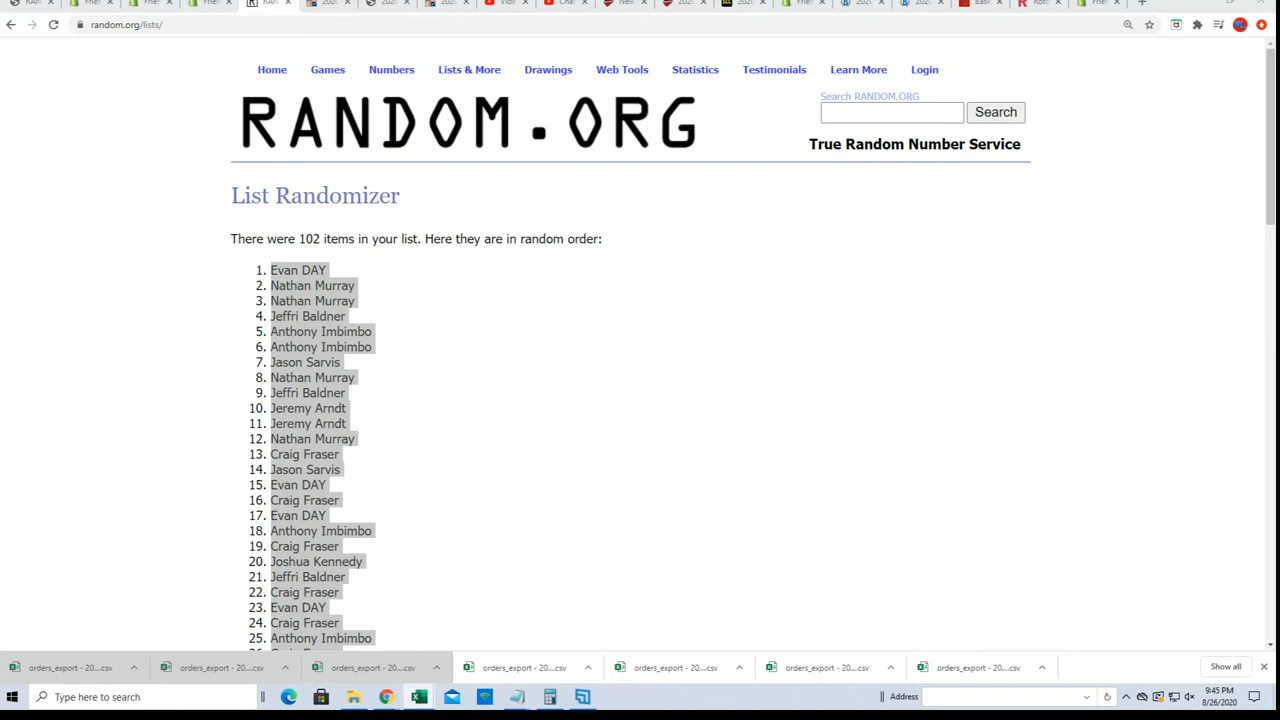 random.org/lists/
Home Games Numbers Lists & More Drawings Web Tools Statistics Testimonials Learn More Login
Search RANDOM.ORG
RANDOM.ORG
Search
True Random Number Service
List Randomizer
There were 102 items in your list. Here they are in random order:
1. Evan DAY
2. Nathan Murray
3. Nathan Murray
4. Jeffri Baldner
5. Anthony Imbimbo
6. Anthony Imbimbo
7. Jason Sarvis
8. Nathan Murray
9. Jeffri Baldner
10. Jeremy Arndt
11. Jeremy Arndt
12. Nathan Murray
13. Craig Fraser
14. Jason Sarvis
15. Evan DAY
16. Craig Fraser
17. Evan DAY
18. Anthony Imbimbo
19. Craig Fraser
20. Joshua Kennedy
21. Jeffri Baldner
22. Craig Fraser
23. Evan DAY
24. Craig Fraser
25. Anthony Imbimbo
orders_export - 20....csv orders_export - 20....csv orders_export - 20....csv orders_export - 20....csv orders_export - 20....csv orders_export - 20....csv orders_export - 20....csv Show all
Type here to search Address 9:45 PM
8/26/2020